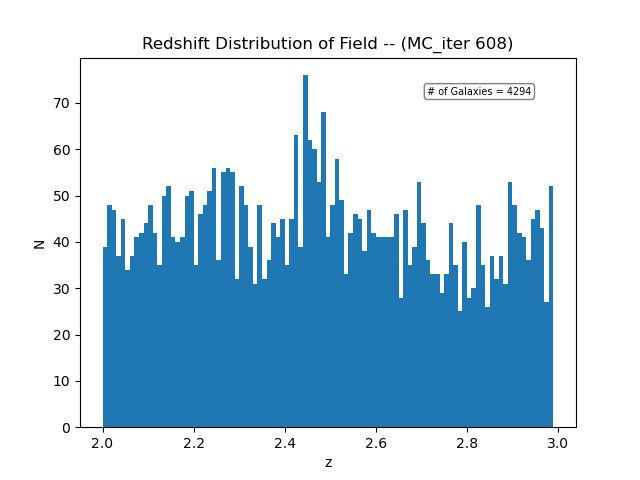 Redshift Distribution of Field -- (MC_iter 608)
# of Galaxies = 4294
70
60
50
40
30
20
10
0
N
2.0 2.2 2.4 2.6 2.8 3.0
z